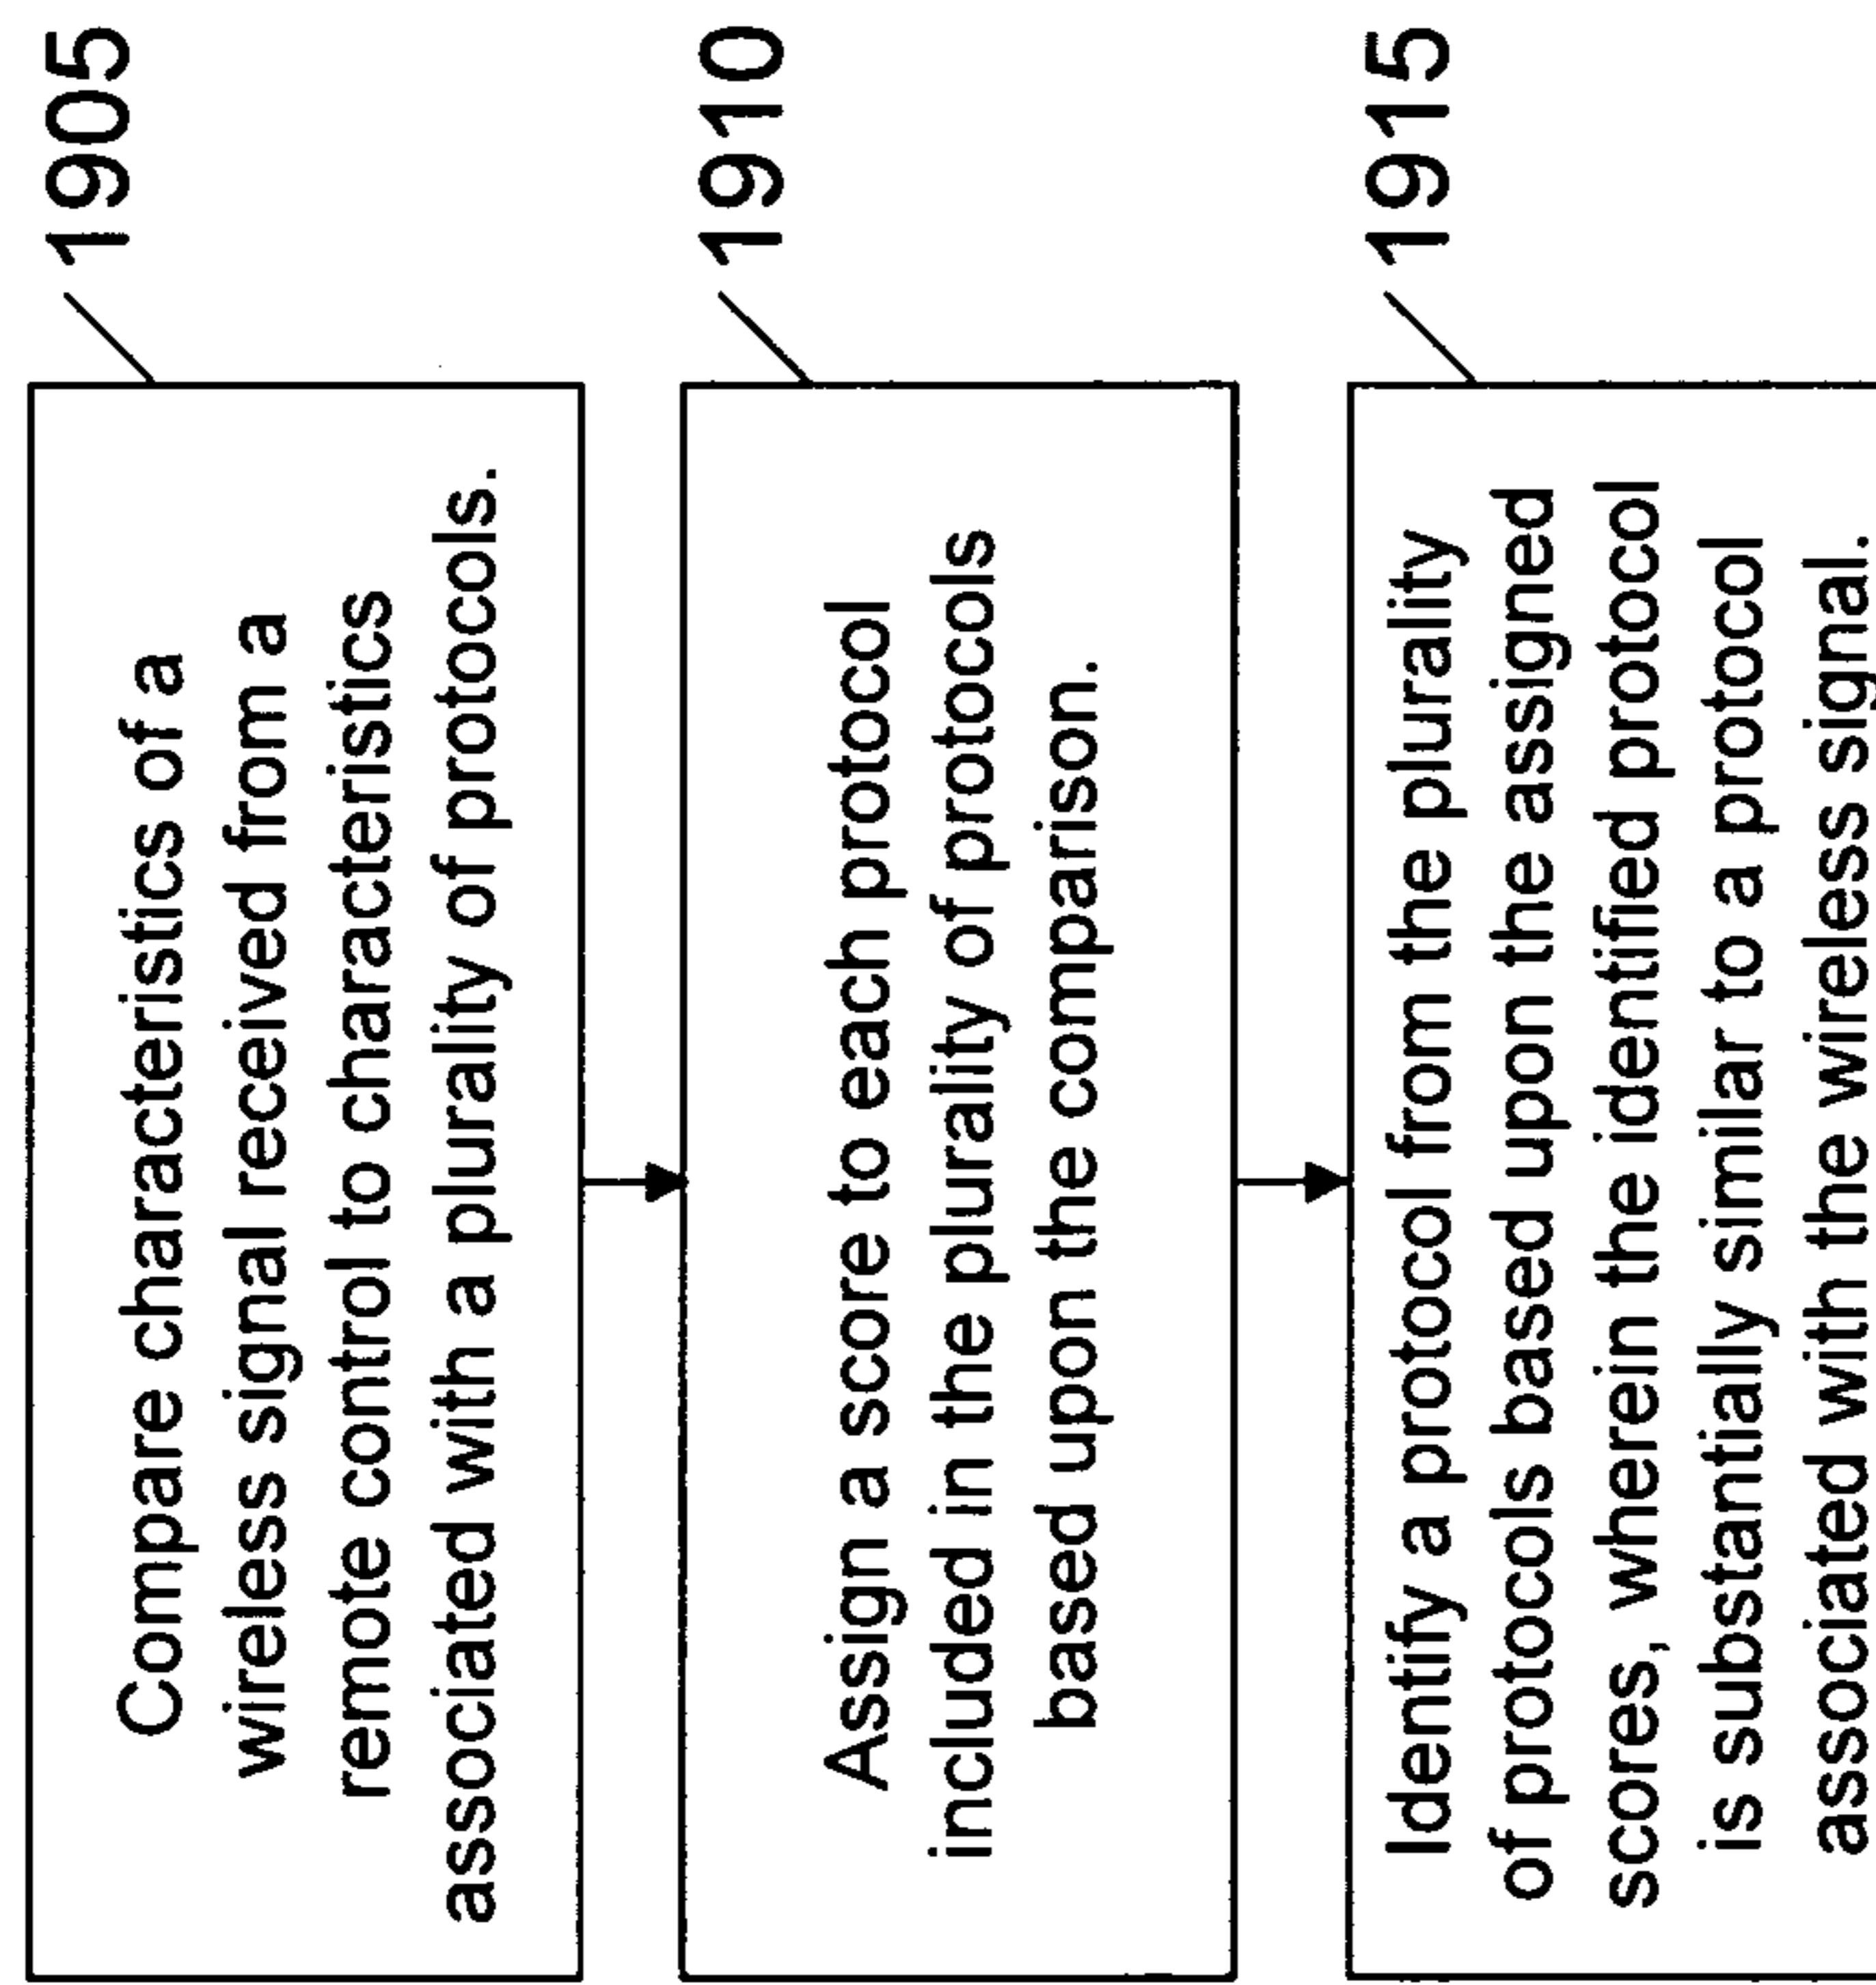 1905
Compare characteristics of a
wireless signal received from a
remote control to characteristics
associated with a plurality of protocols.
1910
Assign a score to each protocol
included in the plurality of protocols
based upon the comparison.
1915
Identify a protocol from the plurality
of protocols based upon the assigned
scores, wherein the identified protocol
is substantially similar to a protocol
associated with the wireless signal.